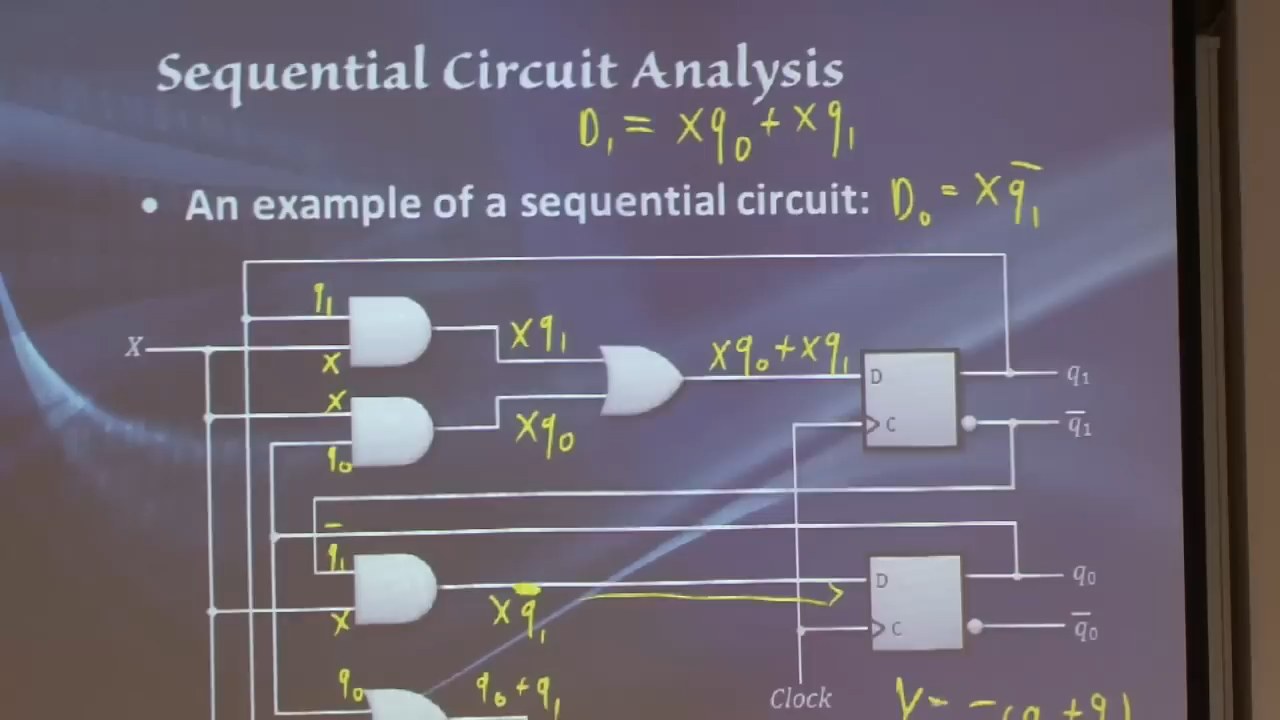 Sequential Circuit Analysis
D₁ = xq₀ + xq₁
• An example of a sequential circuit: D₀ = xq̅₁
q₁
X
x
xq₁
x
xq₀ + xq₁
D
q₁
q₀
xq₀
C
q̅₁
q̅₁
x
xq̅₁
D
q₀
C
q̅₀
q₀
q₀ + q₁
Clock